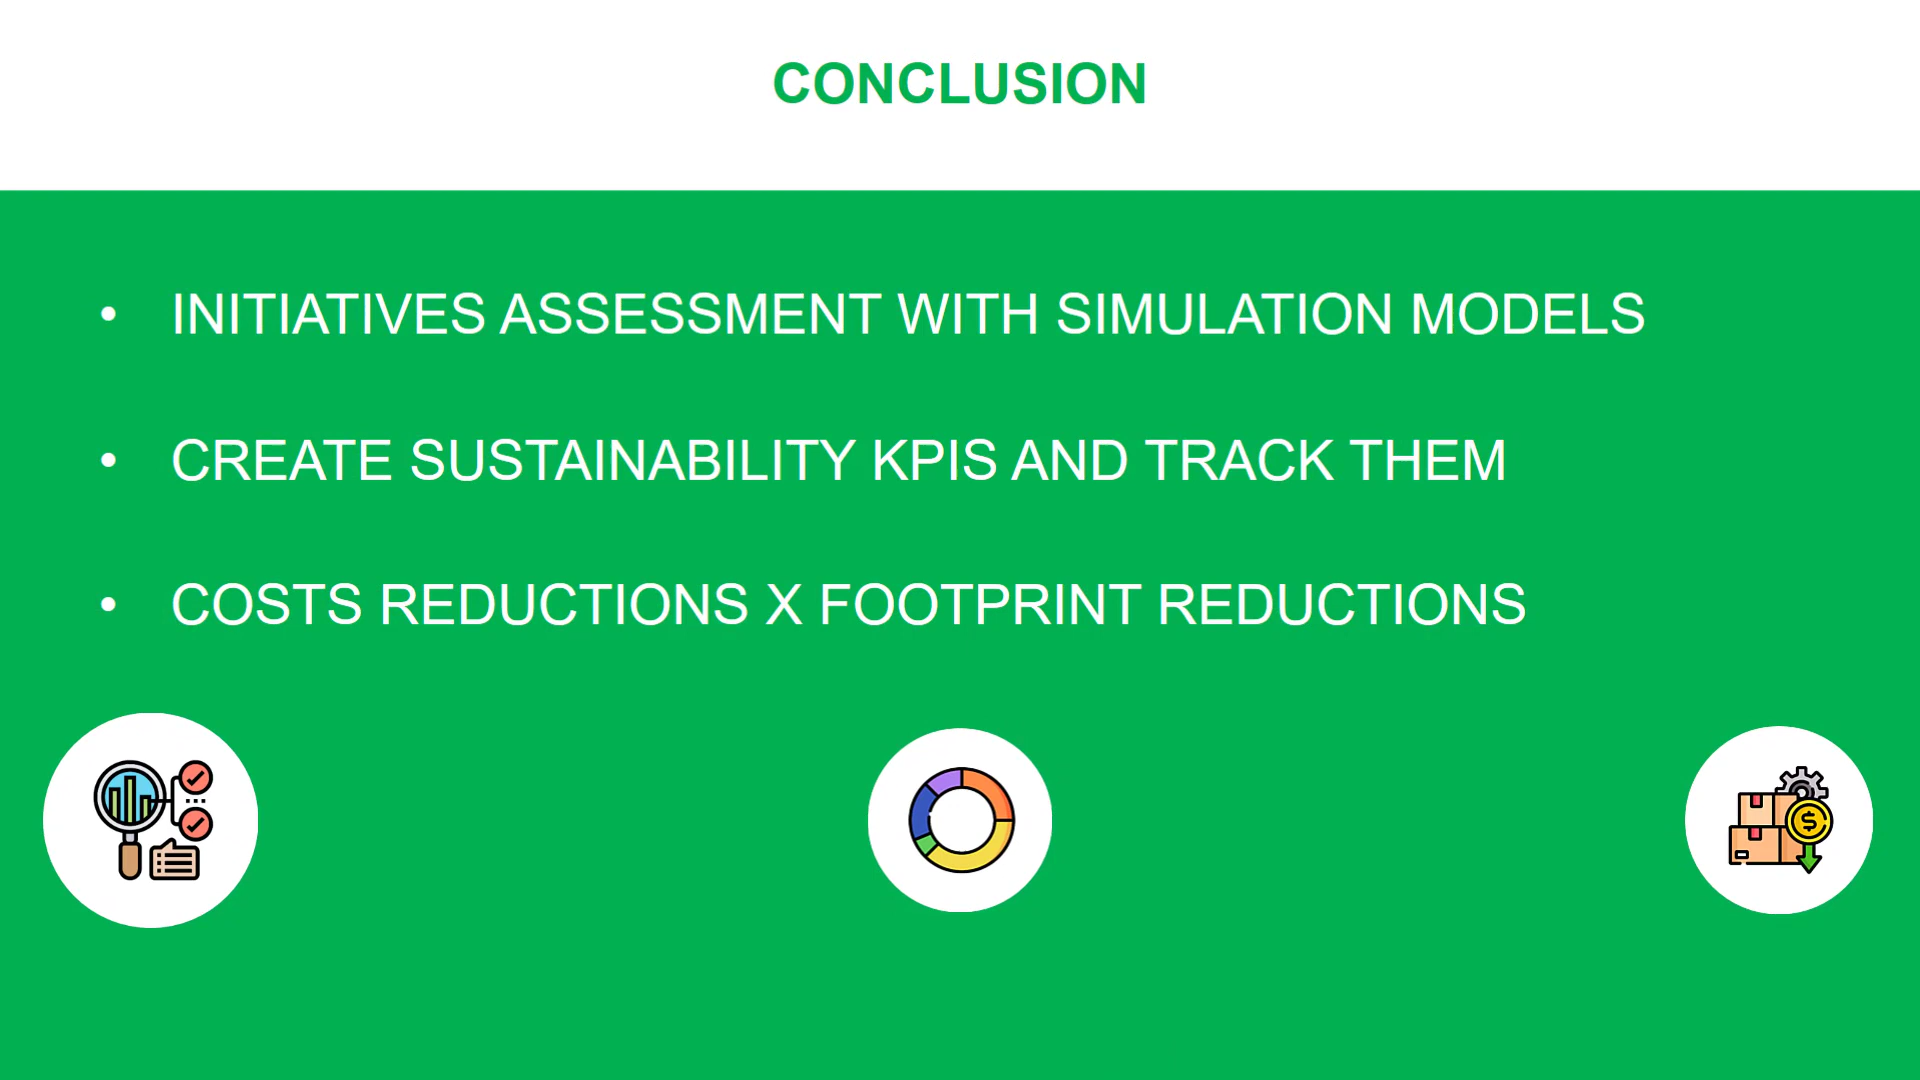 CONCLUSION
• INITIATIVES ASSESSMENT WITH SIMULATION MODELS
• CREATE SUSTAINABILITY KPIS AND TRACK THEM
• COSTS REDUCTIONS X FOOTPRINT REDUCTIONS
$